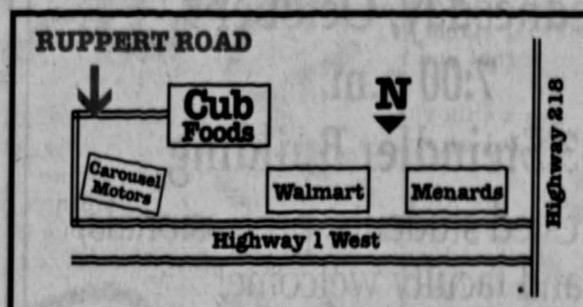 RUPPERT ROAD
Cub
Foods
N
Carousel
Motors
Walmart
Menards
Highway 218
Highway 1 West